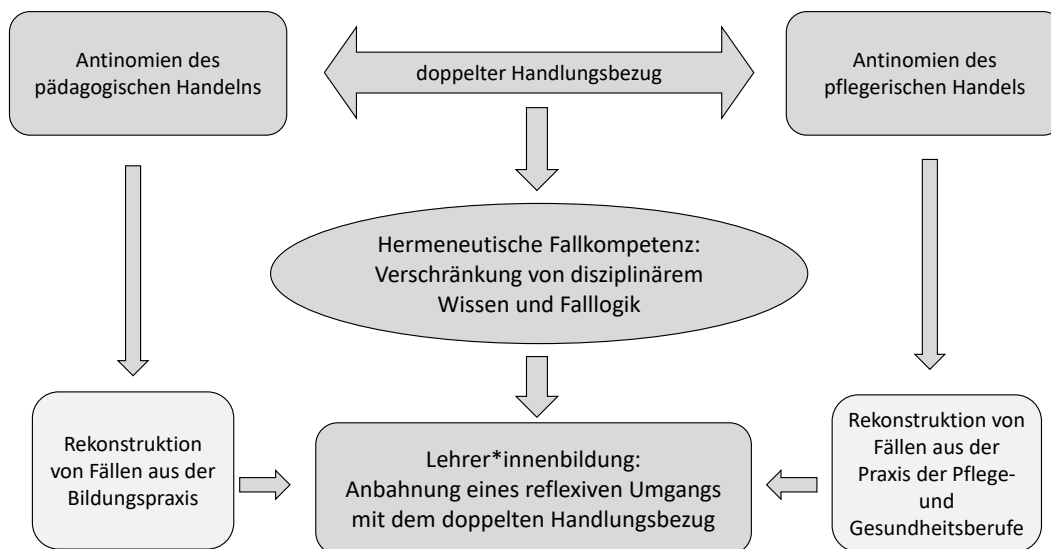 Antinomien des
pädagogischen Handelns
doppelter Handlungsbezug
Antinomien des
pflegerischen Handels
Hermeneutische Fallkompetenz:
Verschränkung von disziplinärem
Wissen und Falllogik
Rekonstruktion
von Fällen aus der
Bildungspraxis
Lehrer*innenbildung:
Anbahnung eines reflexiven Umgangs
mit dem doppelten Handlungsbezug
Rekonstruktion von
Fällen aus der
Praxis der Pflege-
und
Gesundheitsberufe